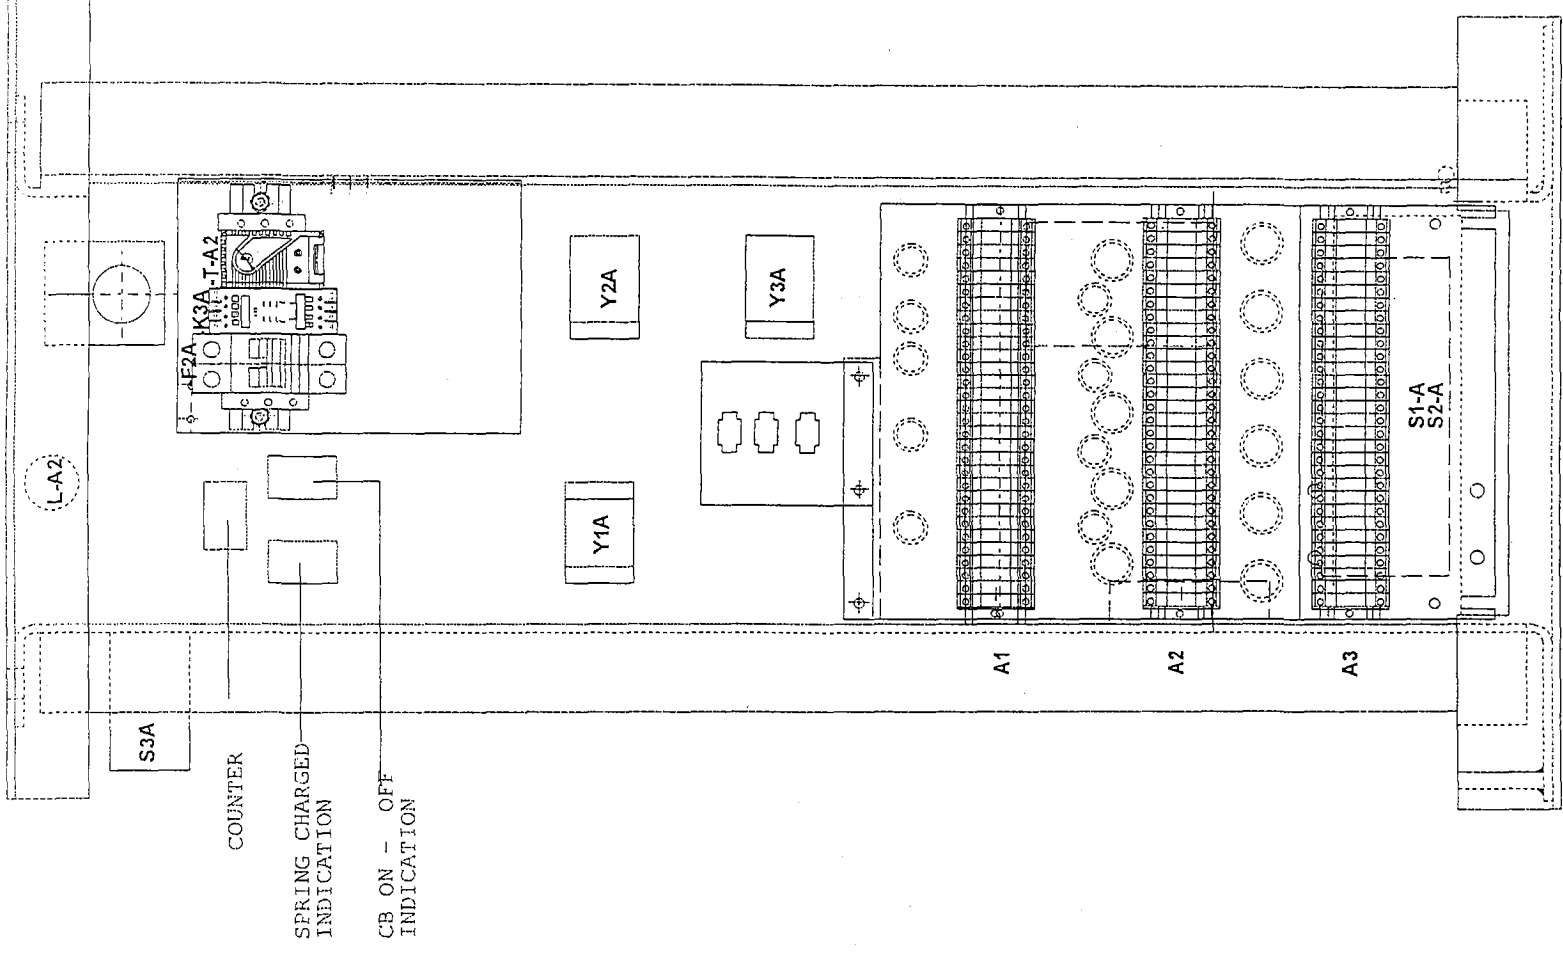 L-A2
-F2A
-K3A
-T-A2
S3A
COUNTER
SPRING CHARGED
INDICATION
CB ON - OFF
INDICATION
Y1A
Y2A
Y3A
A1
A2
A3
S1-A
S2-A